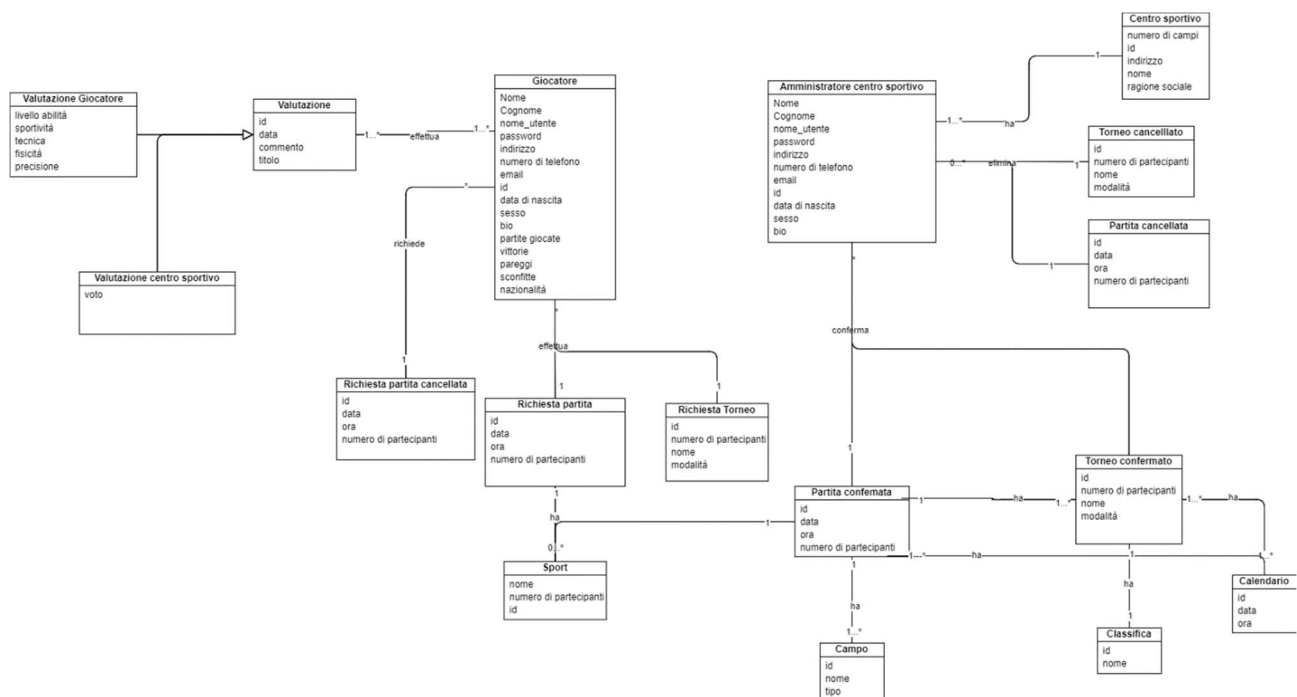 Centro sportivo
numero di campi
id
indirizzo
nome
ragione sociale
1
ha
1...*
Valutazione Giocatore
livello abilità
sportività
tecnica
fisicità
precisione
Valutazione
id
data
commento
titolo
1...*
effettua
1...*
Giocatore
Nome
Cognome
nome_utente
password
indirizzo
numero di telefono
email
id
data di nascita
sesso
bio
partite giocate
vittorie
pareggi
sconfitte
nazionalità
Amministratore centro sportivo
Nome
Cognome
nome_utente
password
indirizzo
numero di telefono
email
id
data di nascita
sesso
bio
Torneo cancelllato
id
numero di partecipanti
nome
modalità
0...*
elimina
1
Partita cancellata
id
data
ora
numero di partecipanti
1
Valutazione centro sportivo
voto
*
richiede
1
Richiesta partita cancellata
id
data
ora
numero di partecipanti
*
effettua
1
1
Richiesta partita
id
data
ora
numero di partecipanti
Richiesta Torneo
id
numero di partecipanti
nome
modalità
*
conferma
1
Partita confemata
id
data
ora
numero di partecipanti
Torneo confermato
id
numero di partecipanti
nome
modalità
1
ha
1...*
1...*
ha
1
ha
0...*
1
Sport
nome
numero di partecipanti
id
1---*
ha
1...*
Calendario
id
data
ora
1
ha
1...*
Campo
id
nome
tipo
1
ha
1
Classifica
id
nome